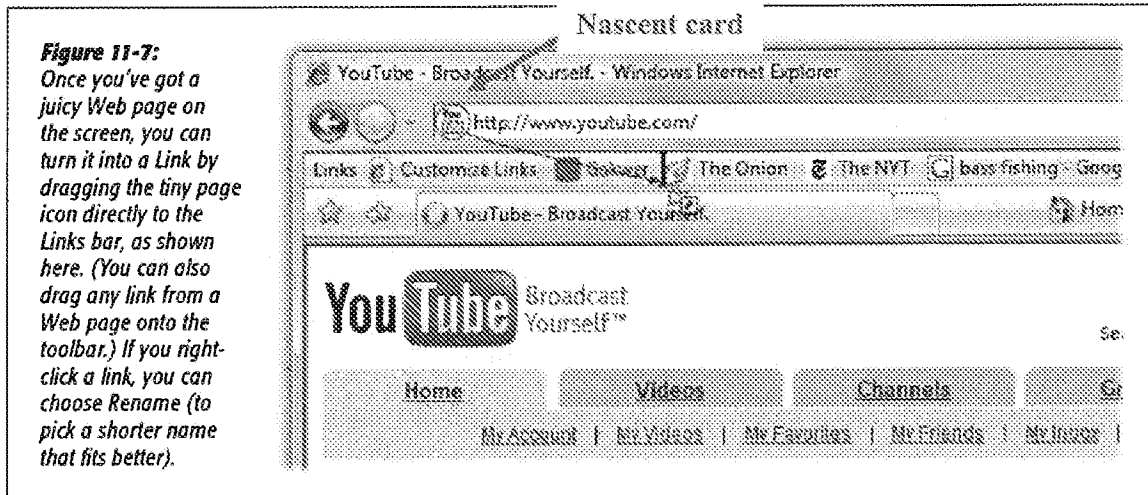 Nascent card
Figure 11-7:
Once you've got a
juicy Web page on
the screen, you can
turn it into a Link by
dragging the tiny page
icon directly to the
Links bar, as shown
here. (You can also
drag any link from a
Web page onto the
toolbar.) If you right-
click a link, you can
choose Rename (to
pick a shorter name
that fits better).
YouTube - Broadcast Yourself. - Windows Internet Explorer
http://www.youtube.com/
Links Customize Links The Onion The NYT bass fishing - Goog
YouTube - Broadcast Yourself. Hom
You Tube Broadcast
Yourself™
Sea
Home Videos Channels
My Account | My Videos | My Favorites | My Friends | My Inbox |